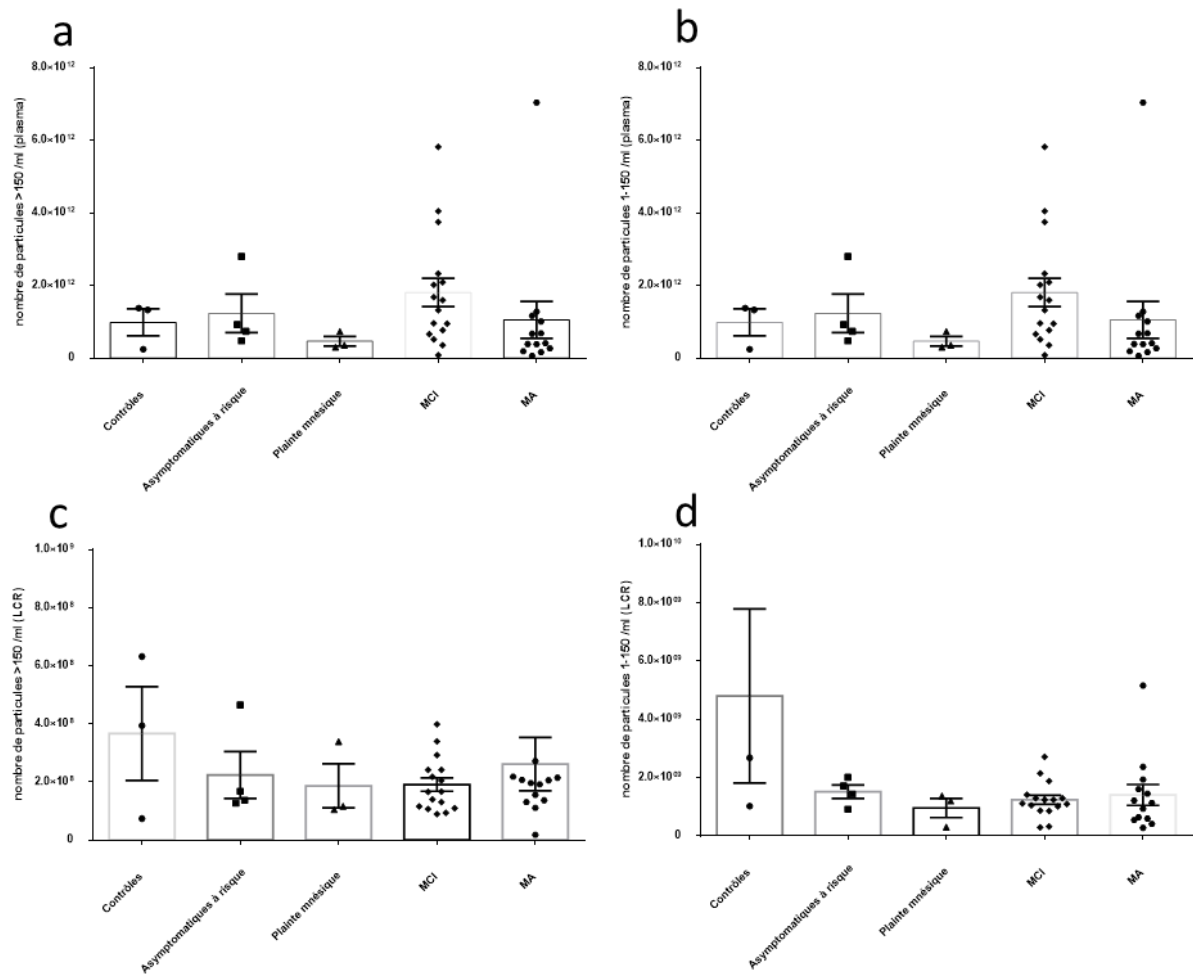 a
nombre de particules >150 /ml (plasma)
8.0×10¹²
6.0×10¹²
4.0×10¹²
2.0×10¹²
0
Contrôles
Asymptomatiques à risque
Plainte mnésique
MCI
MA
b
nombre de particules 1-150 /ml (plasma)
8.0×10¹²
6.0×10¹²
4.0×10¹²
2.0×10¹²
0
Contrôles
Asymptomatiques à risque
Plainte mnésique
MCI
MA
c
nombre de particules >150 /ml (LCR)
1.0×10⁹
8.0×10⁸
6.0×10⁸
4.0×10⁸
2.0×10⁸
0
Contrôles
Asymptomatiques à risque
Plainte mnésique
MCI
MA
d
nombre de particules 1-150 /ml (LCR)
1.0×10¹⁰
8.0×10⁰⁹
6.0×10⁰⁹
4.0×10⁰⁹
2.0×10⁰⁹
0
Contrôles
Asymptomatiques à risque
Plainte mnésique
MCI
MA